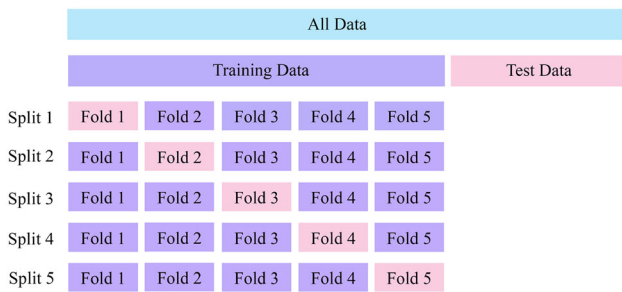 All Data
Training Data Test Data
Split 1 Fold 1 Fold 2 Fold 3 Fold 4 Fold 5
Split 2 Fold 1 Fold 2 Fold 3 Fold 4 Fold 5
Split 3 Fold 1 Fold 2 Fold 3 Fold 4 Fold 5
Split 4 Fold 1 Fold 2 Fold 3 Fold 4 Fold 5
Split 5 Fold 1 Fold 2 Fold 3 Fold 4 Fold 5